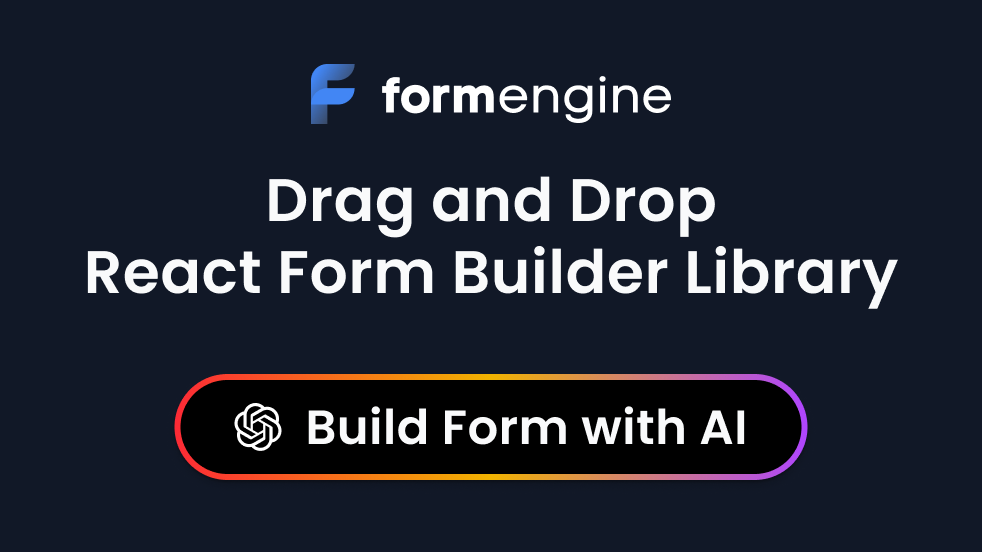 formengine
Drag and Drop
React Form Builder Library
Build Form with AI